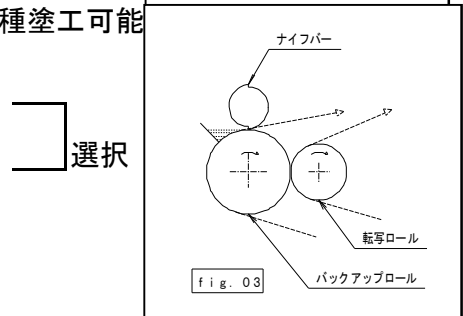 種塗工可能
ナイフバー
選択
転写ロール
バックアップロール
fig. 03